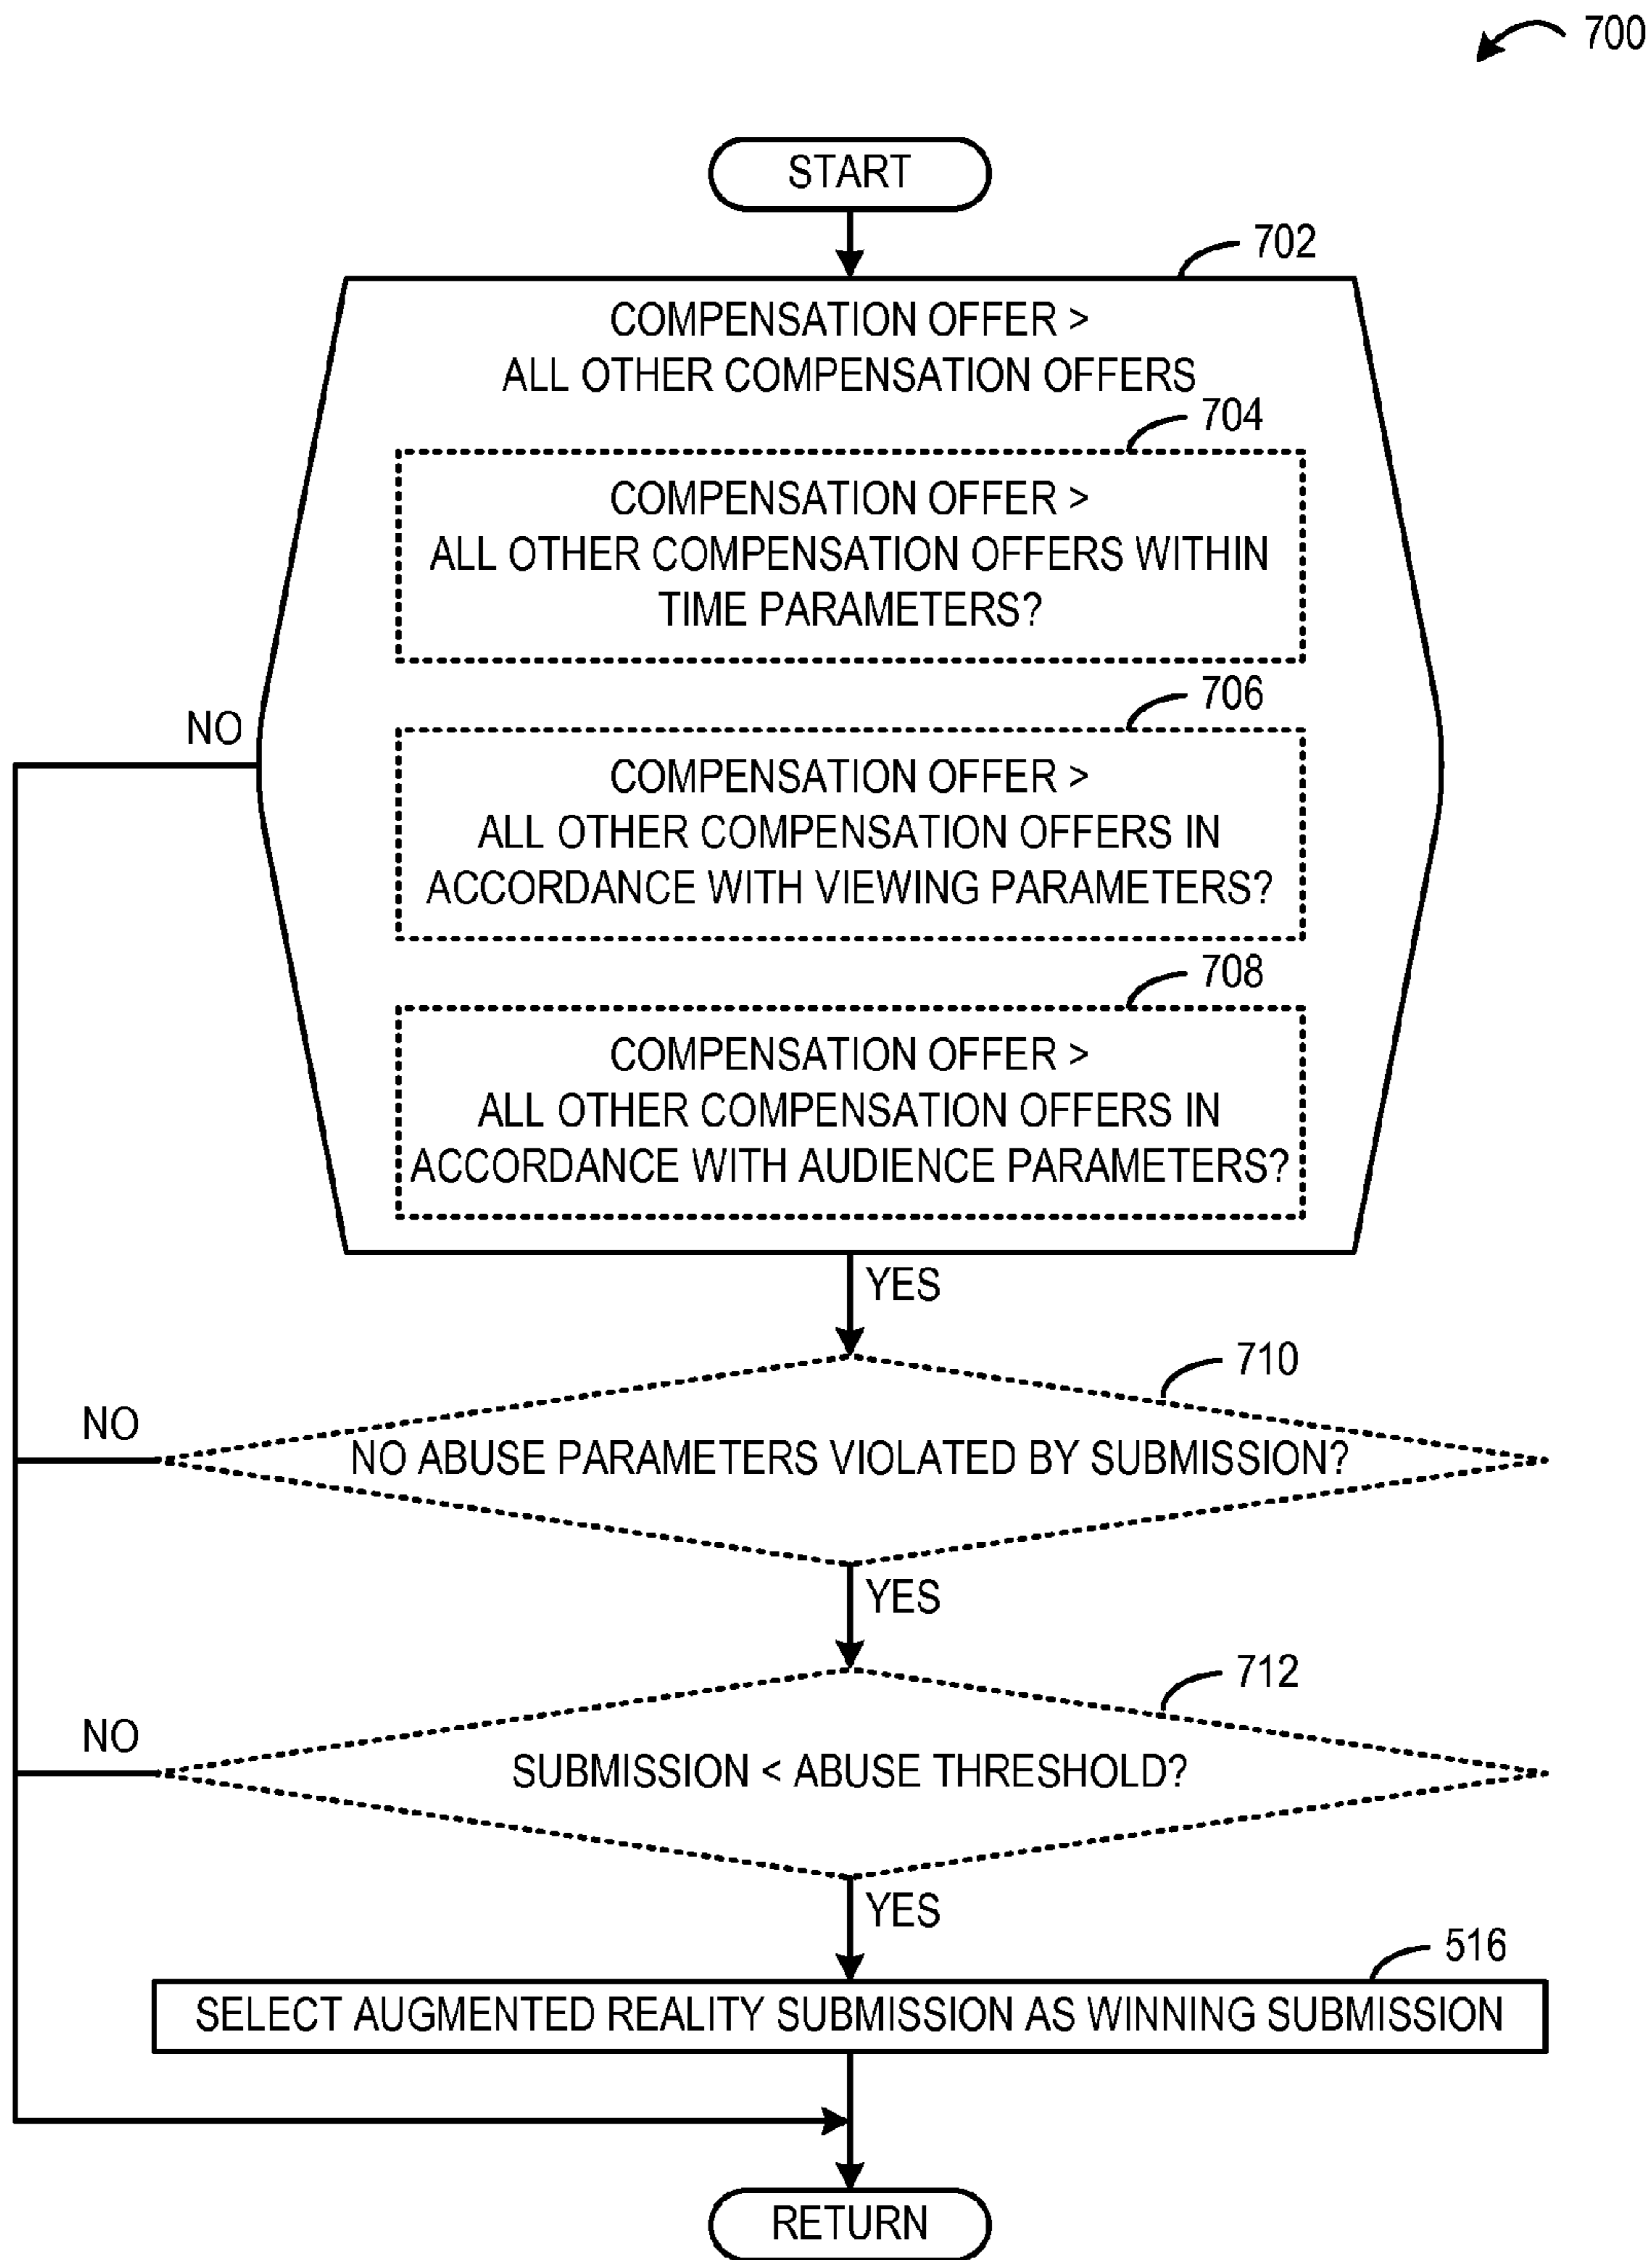 700
START
702
COMPENSATION OFFER >
ALL OTHER COMPENSATION OFFERS
704
COMPENSATION OFFER >
ALL OTHER COMPENSATION OFFERS WITHIN
TIME PARAMETERS?
706
NO
COMPENSATION OFFER >
ALL OTHER COMPENSATION OFFERS IN
ACCORDANCE WITH VIEWING PARAMETERS?
708
COMPENSATION OFFER >
ALL OTHER COMPENSATION OFFERS IN
ACCORDANCE WITH AUDIENCE PARAMETERS?
YES
710
NO
NO ABUSE PARAMETERS VIOLATED BY SUBMISSION?
YES
712
NO
SUBMISSION < ABUSE THRESHOLD?
YES
516
SELECT AUGMENTED REALITY SUBMISSION AS WINNING SUBMISSION
RETURN